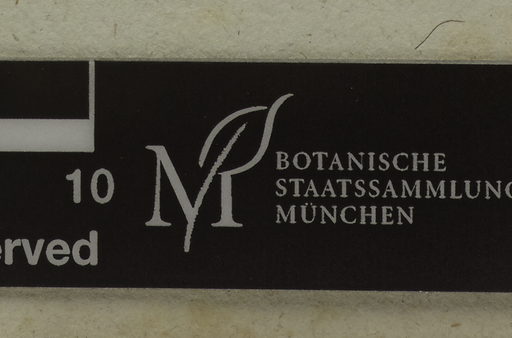 10
erved
M
BOTANISCHE
STAATSSAMMLUNG
MÜNCHEN